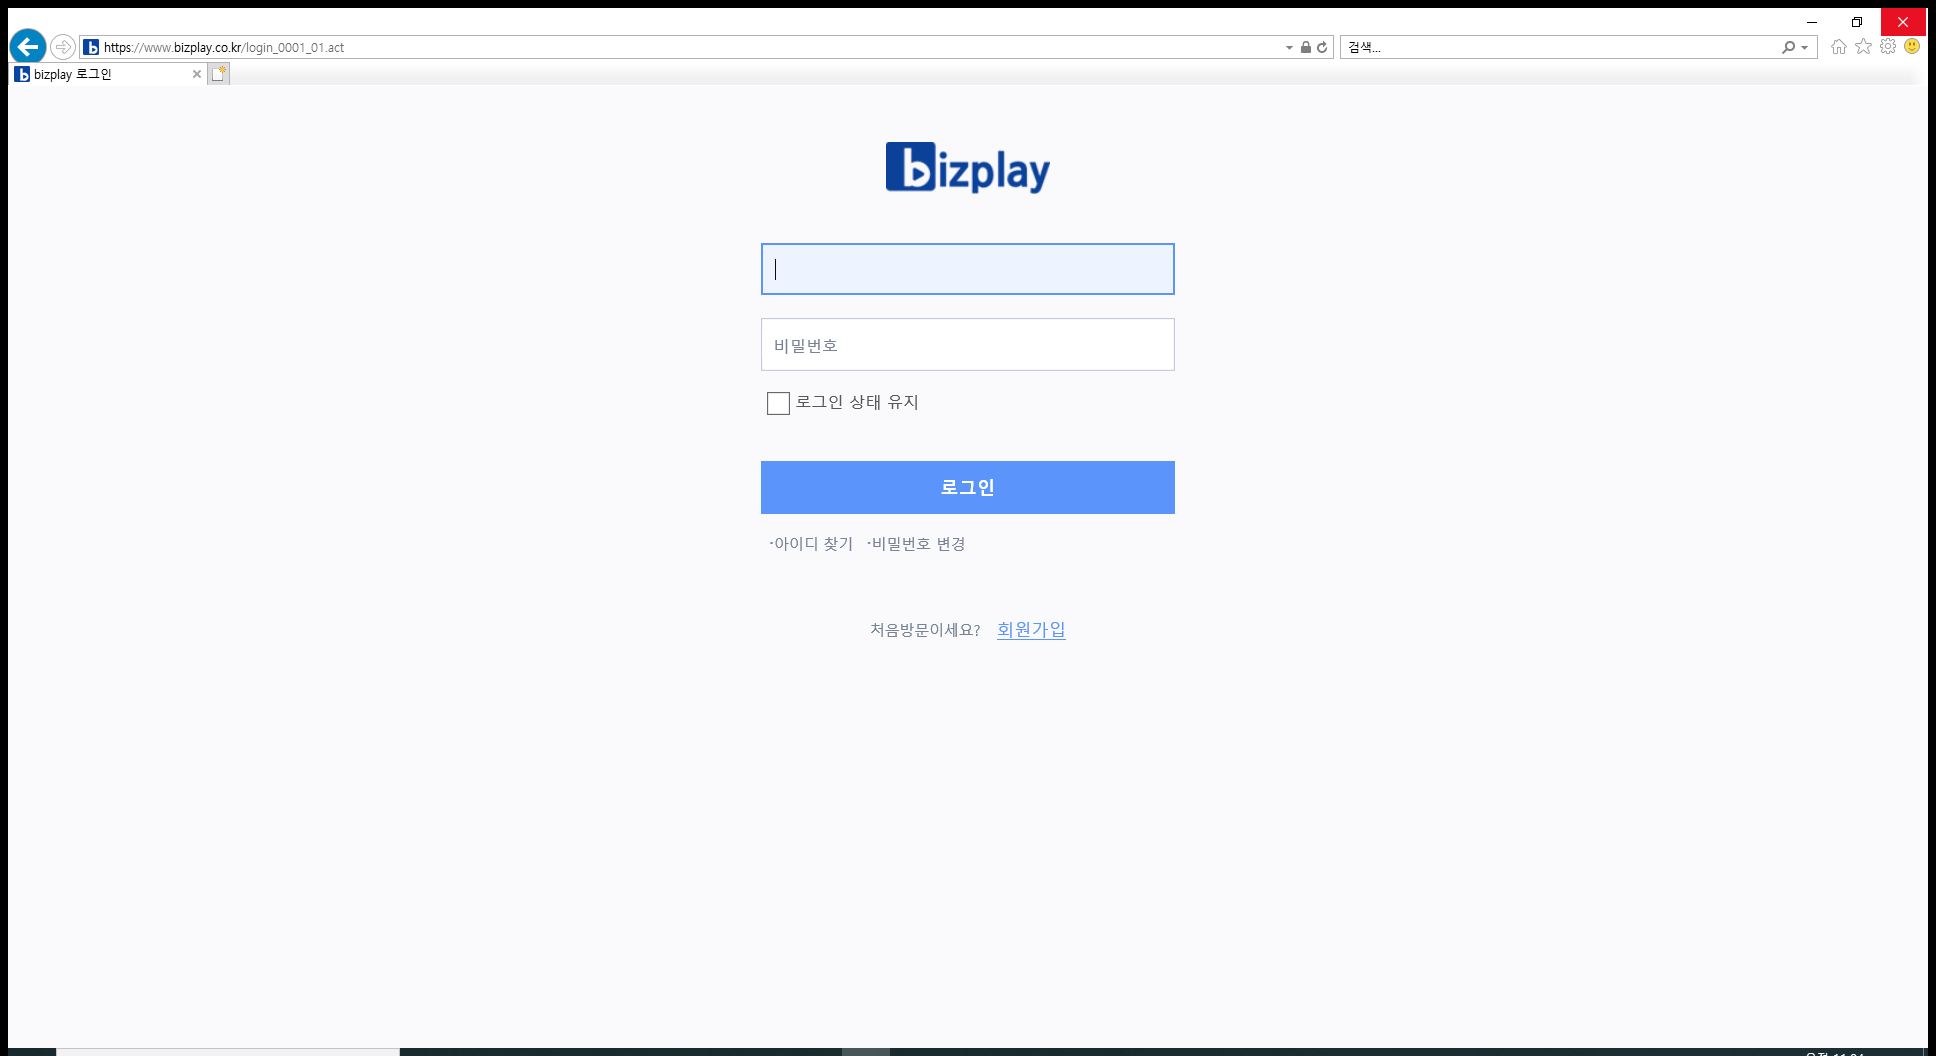 https://www.bizplay.co.kr/login_0001_01.act
검색...
bizplay 로그인
bizplay
비밀번호
로그인 상태 유지
로그인
·아이디 찾기 ·비밀번호 변경
처음방문이세요? 회원가입